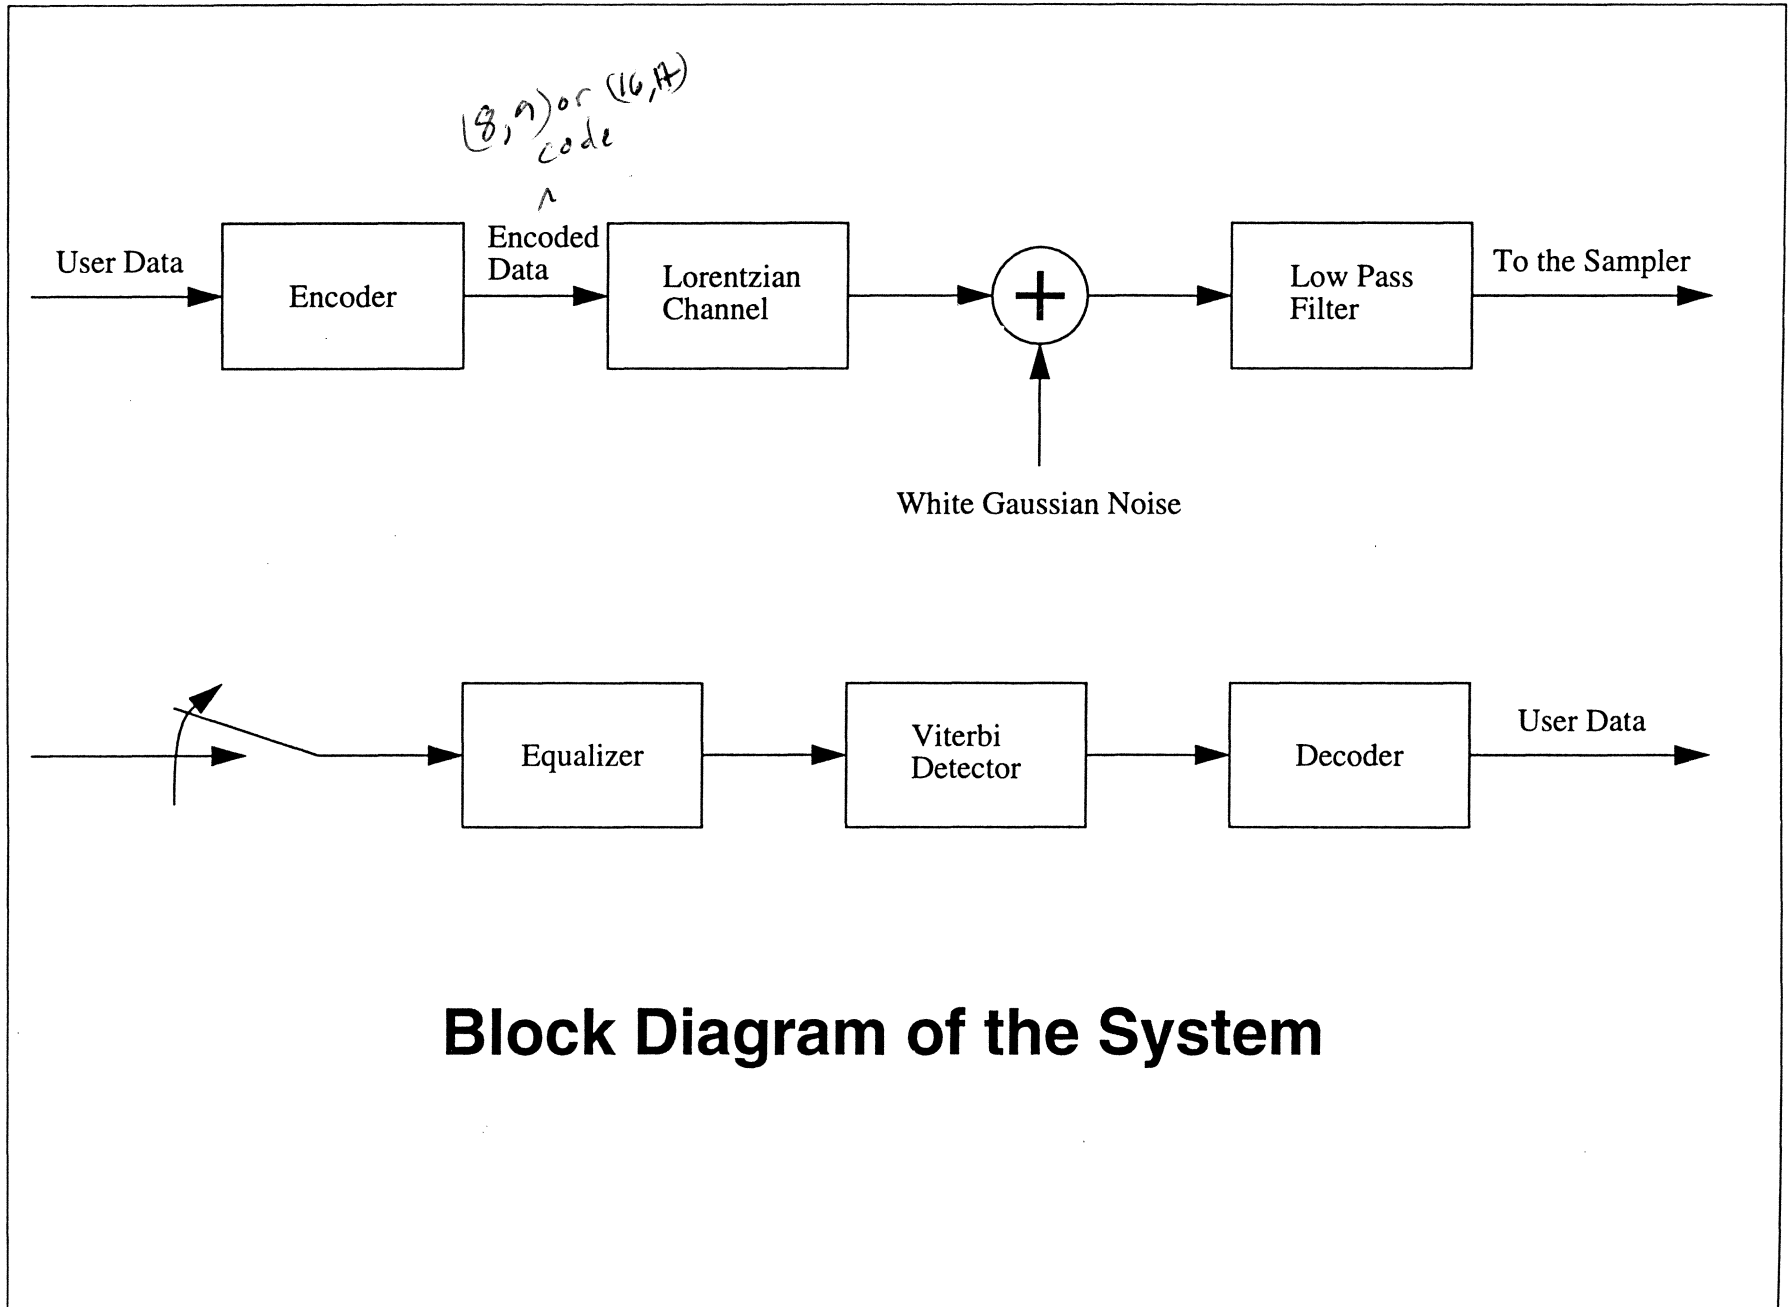 (8,9) or (16,17)
code
^
User Data
Encoder
Encoded
Data
Lorentzian
Channel
+
Low Pass
Filter
To the Sampler
White Gaussian Noise
Equalizer
Viterbi
Detector
Decoder
User Data
Block Diagram of the System